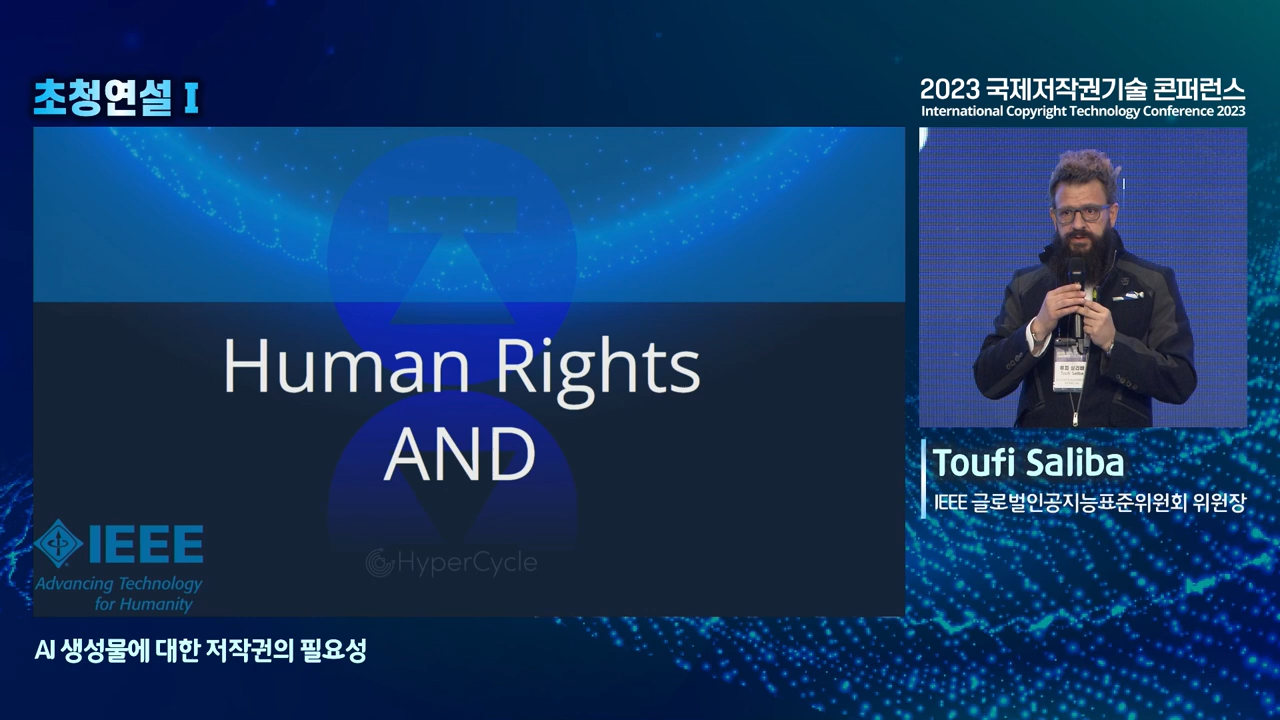 초청연설 I
2023 국제저작권기술 콘퍼런스
International Copyright Technology Conference 2023
Human Rights
AND
IEEE
Advancing Technology
for Humanity
HyperCycle
Toufi Saliba
Toufi Saliba
IEEE 글로벌인공지능표준위원회 위원장
AI 생성물에 대한 저작권의 필요성